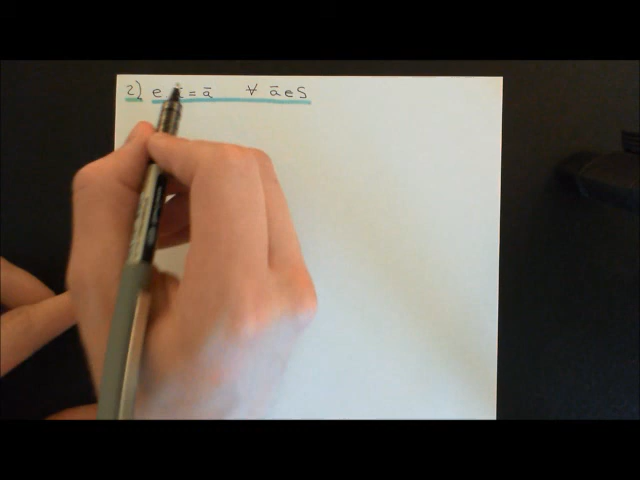 2) e = ā ∀ ā e S